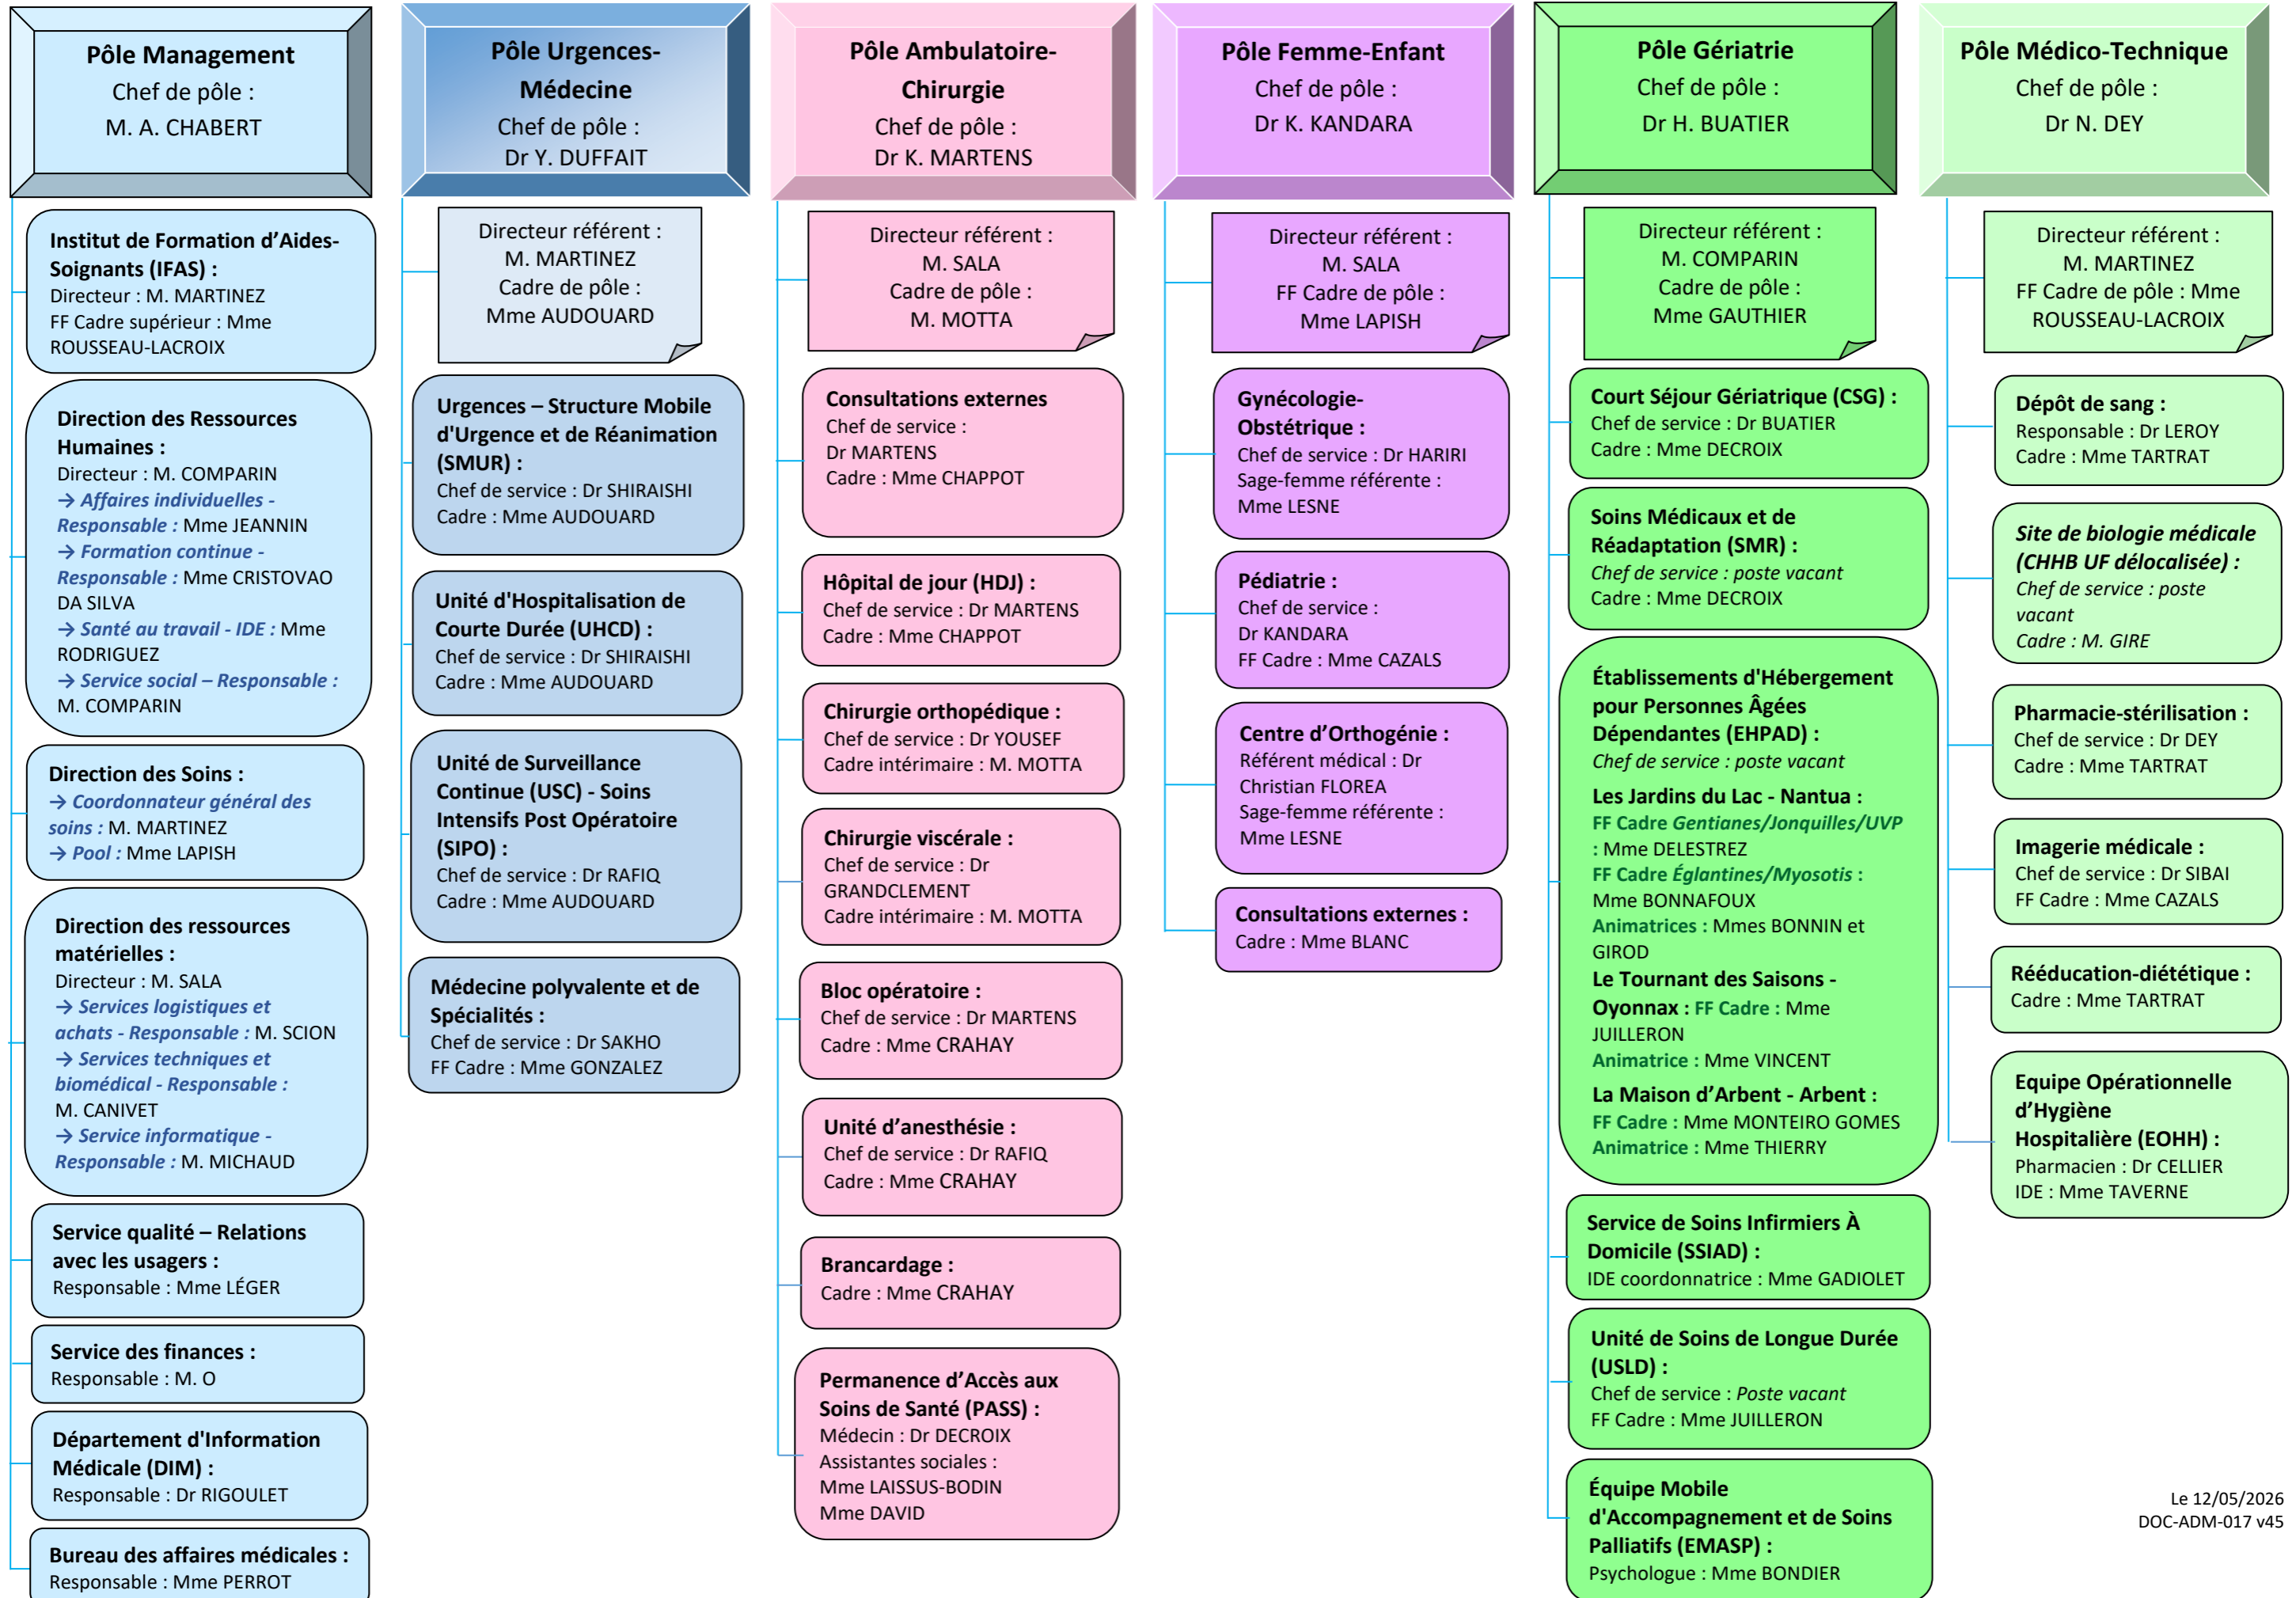 Pôle Management
Chef de pôle :
M. A. CHABERT
Institut de Formation d’Aides-
Soignants (IFAS) :
Directeur : M. MARTINEZ
FF Cadre supérieur : Mme
ROUSSEAU-LACROIX
Direction des Ressources
Humaines :
Directeur : M. COMPARIN
→ Affaires individuelles -
Responsable : Mme JEANNIN
→ Formation continue -
Responsable : Mme CRISTOVAO
DA SILVA
→ Santé au travail - IDE : Mme
RODRIGUEZ
→ Service social – Responsable :
M. COMPARIN
Direction des Soins :
→ Coordonnateur général des
soins : M. MARTINEZ
→ Pool : Mme LAPISH
Direction des ressources
matérielles :
Directeur : M. SALA
→ Services logistiques et
achats - Responsable : M. SCION
→ Services techniques et
biomédical - Responsable :
M. CANIVET
→ Service informatique -
Responsable : M. MICHAUD
Service qualité – Relations
avec les usagers :
Responsable : Mme LÉGER
Service des finances :
Responsable : M. O
Département d'Information
Médicale (DIM) :
Responsable : Dr RIGOULET
Bureau des affaires médicales :
Responsable : Mme PERROT
Pôle Urgences-
Médecine
Chef de pôle :
Dr Y. DUFFAIT
Directeur référent :
M. MARTINEZ
Cadre de pôle :
Mme AUDOUARD
Urgences – Structure Mobile
d'Urgence et de Réanimation
(SMUR) :
Chef de service : Dr SHIRAISHI
Cadre : Mme AUDOUARD
Unité d'Hospitalisation de
Courte Durée (UHCD) :
Chef de service : Dr SHIRAISHI
Cadre : Mme AUDOUARD
Unité de Surveillance
Continue (USC) - Soins
Intensifs Post Opératoire
(SIPO) :
Chef de service : Dr RAFIQ
Cadre : Mme AUDOUARD
Médecine polyvalente et de
Spécialités :
Chef de service : Dr SAKHO
FF Cadre : Mme GONZALEZ
Pôle Ambulatoire-
Chirurgie
Chef de pôle :
Dr K. MARTENS
Directeur référent :
M. SALA
Cadre de pôle :
M. MOTTA
Consultations externes
Chef de service :
Dr MARTENS
Cadre : Mme CHAPPOT
Hôpital de jour (HDJ) :
Chef de service : Dr MARTENS
Cadre : Mme CHAPPOT
Chirurgie orthopédique :
Chef de service : Dr YOUSEF
Cadre intérimaire : M. MOTTA
Chirurgie viscérale :
Chef de service : Dr
GRANDCLEMENT
Cadre intérimaire : M. MOTTA
Bloc opératoire :
Chef de service : Dr MARTENS
Cadre : Mme CRAHAY
Unité d’anesthésie :
Chef de service : Dr RAFIQ
Cadre : Mme CRAHAY
Brancardage :
Cadre : Mme CRAHAY
Permanence d’Accès aux
Soins de Santé (PASS) :
Médecin : Dr DECROIX
Assistantes sociales :
Mme LAISSUS-BODIN
Mme DAVID
Pôle Femme-Enfant
Chef de pôle :
Dr K. KANDARA
Directeur référent :
M. SALA
FF Cadre de pôle :
Mme LAPISH
Gynécologie-
Obstétrique :
Chef de service : Dr HARIRI
Sage-femme référente :
Mme LESNE
Pédiatrie :
Chef de service :
Dr KANDARA
FF Cadre : Mme CAZALS
Centre d’Orthogénie :
Référent médical : Dr
Christian FLOREA
Sage-femme référente :
Mme LESNE
Consultations externes :
Cadre : Mme BLANC
Pôle Gériatrie
Chef de pôle :
Dr H. BUATIER
Directeur référent :
M. COMPARIN
Cadre de pôle :
Mme GAUTHIER
Court Séjour Gériatrique (CSG) :
Chef de service : Dr BUATIER
Cadre : Mme DECROIX
Soins Médicaux et de
Réadaptation (SMR) :
Chef de service : poste vacant
Cadre : Mme DECROIX
Établissements d'Hébergement
pour Personnes Âgées
Dépendantes (EHPAD) :
Chef de service : poste vacant
Les Jardins du Lac - Nantua :
FF Cadre Gentianes/Jonquilles/UVP
: Mme DELESTREZ
FF Cadre Églantines/Myosotis :
Mme BONNAFOUX
Animatrices : Mmes BONNIN et
GIROD
Le Tournant des Saisons -
Oyonnax : FF Cadre : Mme
JUILLERON
Animatrice : Mme VINCENT
La Maison d’Arbent - Arbent :
FF Cadre : Mme MONTEIRO GOMES
Animatrice : Mme THIERRY
Service de Soins Infirmiers À
Domicile (SSIAD) :
IDE coordonnatrice : Mme GADIOLET
Unité de Soins de Longue Durée
(USLD) :
Chef de service : Poste vacant
FF Cadre : Mme JUILLERON
Équipe Mobile
d'Accompagnement et de Soins
Palliatifs (EMASP) :
Psychologue : Mme BONDIER
Pôle Médico-Technique
Chef de pôle :
Dr N. DEY
Directeur référent :
M. MARTINEZ
FF Cadre de pôle : Mme
ROUSSEAU-LACROIX
Dépôt de sang :
Responsable : Dr LEROY
Cadre : Mme TARTRAT
Site de biologie médicale
(CHHB UF délocalisée) :
Chef de service : poste
vacant
Cadre : M. GIRE
Pharmacie-stérilisation :
Chef de service : Dr DEY
Cadre : Mme TARTRAT
Imagerie médicale :
Chef de service : Dr SIBAI
FF Cadre : Mme CAZALS
Rééducation-diététique :
Cadre : Mme TARTRAT
Equipe Opérationnelle
d’Hygiène
Hospitalière (EOHH) :
Pharmacien : Dr CELLIER
IDE : Mme TAVERNE
Le 12/05/2026
DOC-ADM-017 v45